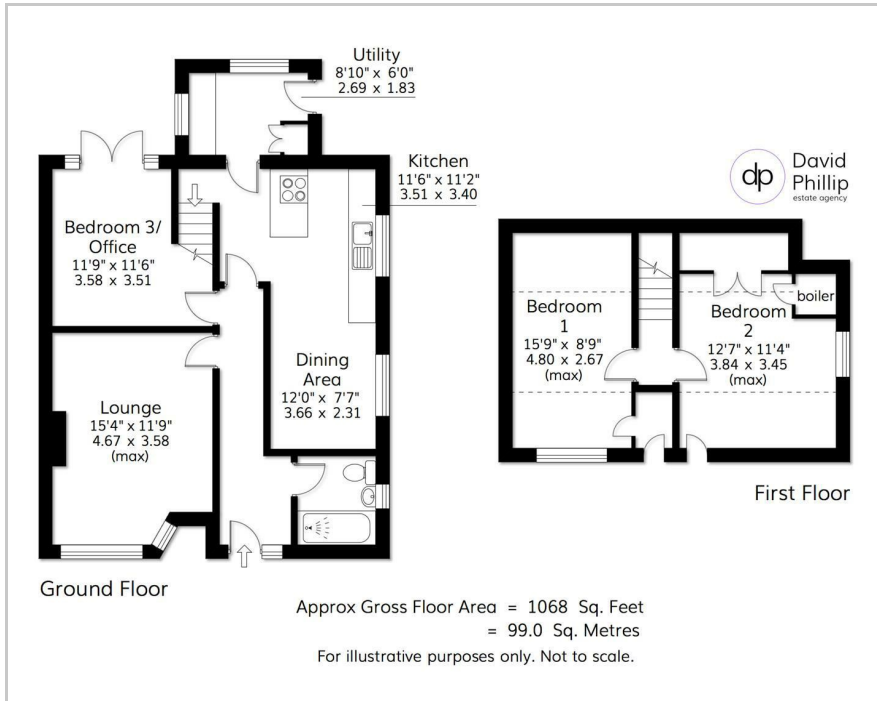 Utility
8'10" x 6'0"
2.69 x 1.83
Kitchen
11'6" x 11'2"
3.51 x 3.40
dp
David
Phillip
estate agency
Bedroom 3/
Office
11'9" x 11'6"
3.58 x 3.51
Dining
Area
12'0" x 7'7"
3.66 x 2.31
Lounge
15'4" x 11'9"
4.67 x 3.58
(max)
Ground Floor
Bedroom
1
15'9" x 8'9"
4.80 x 2.67
(max)
boiler
Bedroom
2
12'7" x 11'4"
3.84 x 3.45
(max)
First Floor
Approx Gross Floor Area = 1068 Sq. Feet
= 99.0 Sq. Metres
For illustrative purposes only. Not to scale.